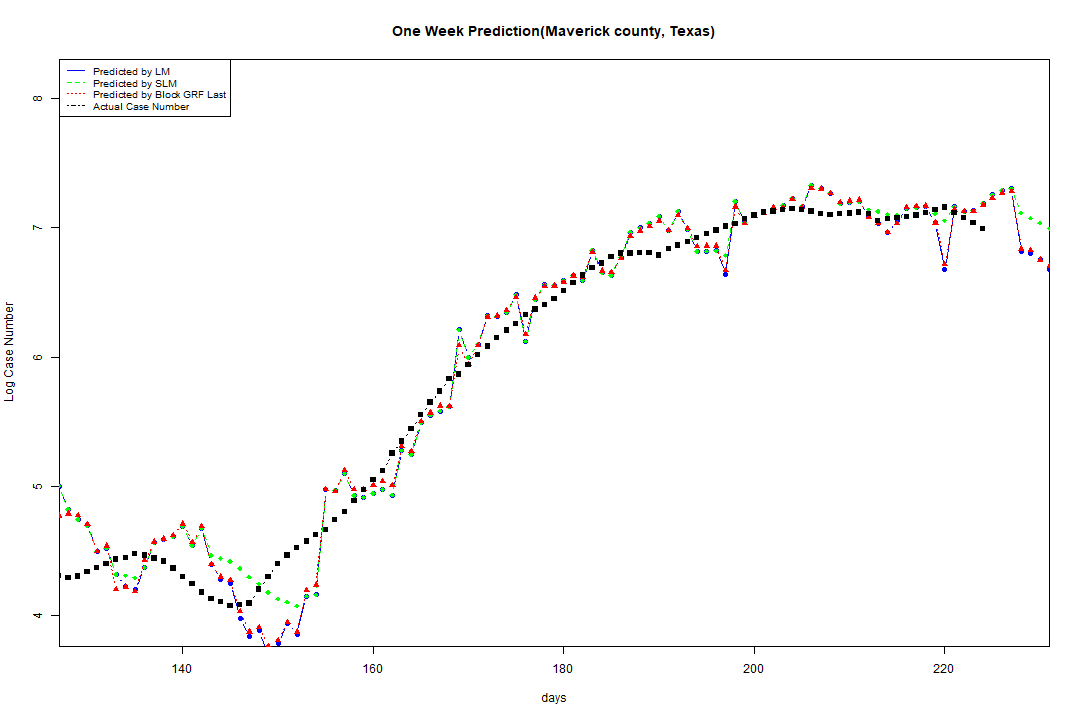 One Week Prediction(Maverick county, Texas)
Predicted by LM
Predicted by SLM
Predicted by Block GRF Last
Actual Case Number
8
7
6
5
4
Log Case Number
140 160 180 200 220
days